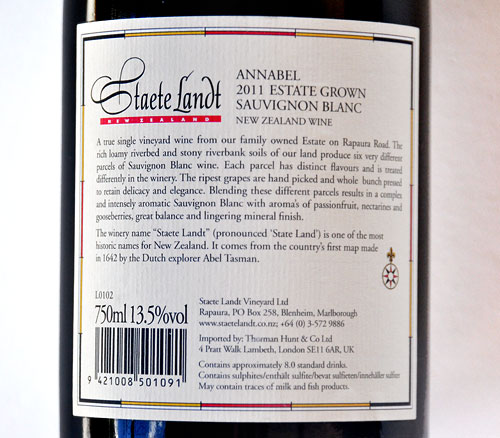 Staete Landt
NEW ZEALAND
ANNABEL
2011 ESTATE GROWN
SAUVIGNON BLANC
NEW ZEALAND WINE
A true single vineyard wine from our family owned Estate on Rapaura Road. The
rich loamy riverbed and stony riverbank soils of our land produce six very different
parcels of Sauvignon Blanc wine. Each parcel has distinct flavours and is treated
differently in the winery. The ripest grapes are hand picked and whole bunch pressed
to retain delicacy and elegance. Blending these different parcels results in a complex
and intensely aromatic Sauvignon Blanc with aroma's of passionfruit, nectarines and
gooseberries, great balance and lingering mineral finish.
The winery name "Staete Landt" (pronounced 'State Land') is one of the most
historic names for New Zealand. It comes from the country's first map made
in 1642 by the Dutch explorer Abel Tasman.
L0102
750ml 13.5%vol
9 421008 501091
Staete Landt Vineyard Ltd
Rapaura, PO Box 258, Blenheim, Marlborough
www.staetelandt.co.nz; +64 (0) 3-572 9886
Imported by: Thorman Hunt & Co Ltd
4 Pratt Walk Lambeth, London SE11 6AR, UK
Contains approximately 8.0 standard drinks.
Contains sulphites/enthält sulfite/bevat sulfieten/innehåller sulfiter
May contain traces of milk and fish products.